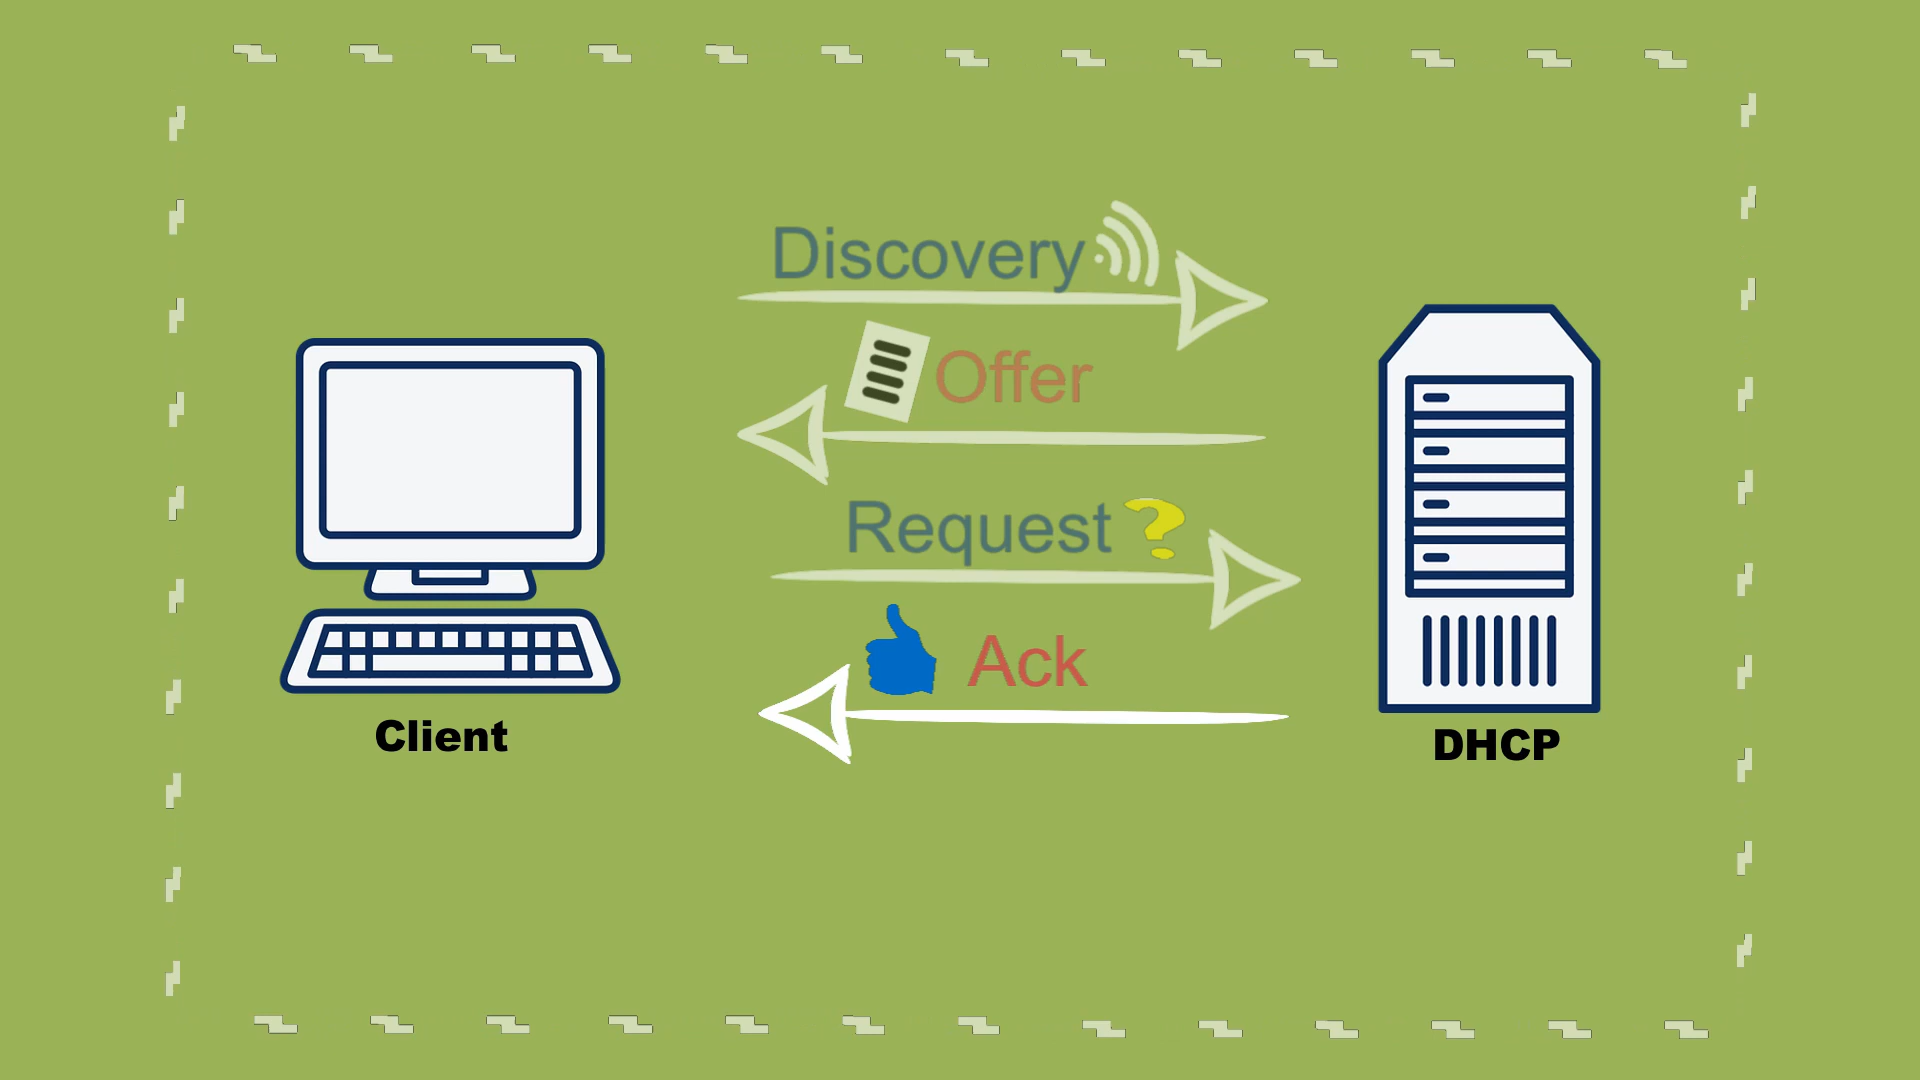 Discovery
Offer
Request ?
Ack
Client
DHCP